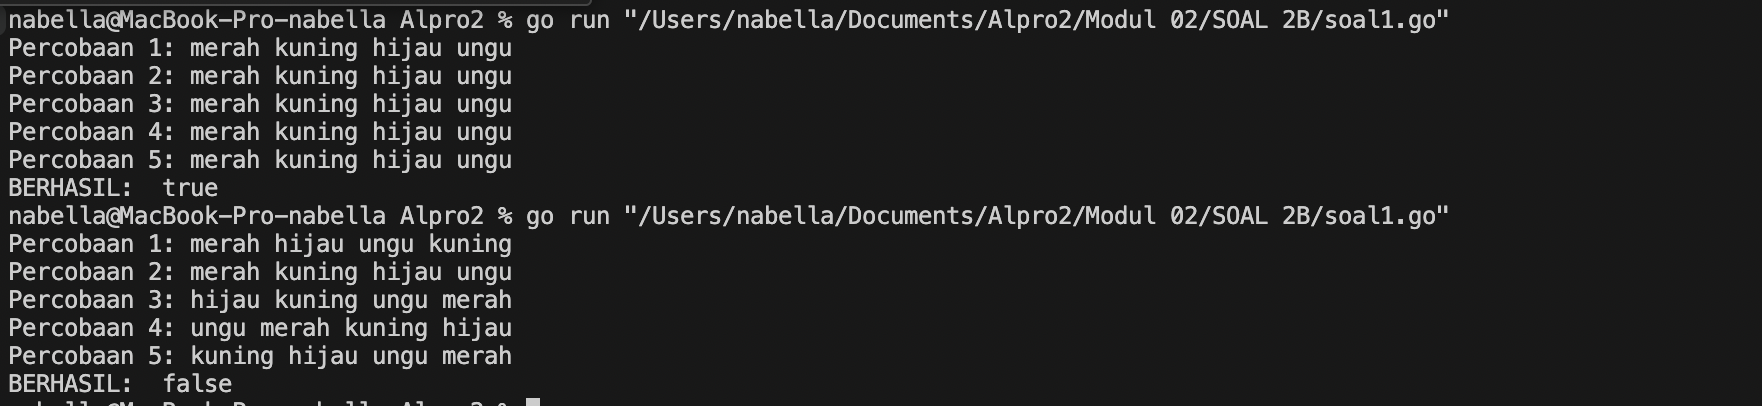 nabella@MacBook-Pro-nabella Alpro2 % go run "/Users/nabella/Documents/Alpro2/Modul 02/SOAL 2B/soal1.go"
Percobaan 1: merah kuning hijau ungu
Percobaan 2: merah kuning hijau ungu
Percobaan 3: merah kuning hijau ungu
Percobaan 4: merah kuning hijau ungu
Percobaan 5: merah kuning hijau ungu
BERHASIL:  true
nabella@MacBook-Pro-nabella Alpro2 % go run "/Users/nabella/Documents/Alpro2/Modul 02/SOAL 2B/soal1.go"
Percobaan 1: merah hijau ungu kuning
Percobaan 2: merah kuning hijau ungu
Percobaan 3: hijau kuning ungu merah
Percobaan 4: ungu merah kuning hijau
Percobaan 5: kuning hijau ungu merah
BERHASIL:  false
nabella@MacBook-Pro-nabella Alpro2 %